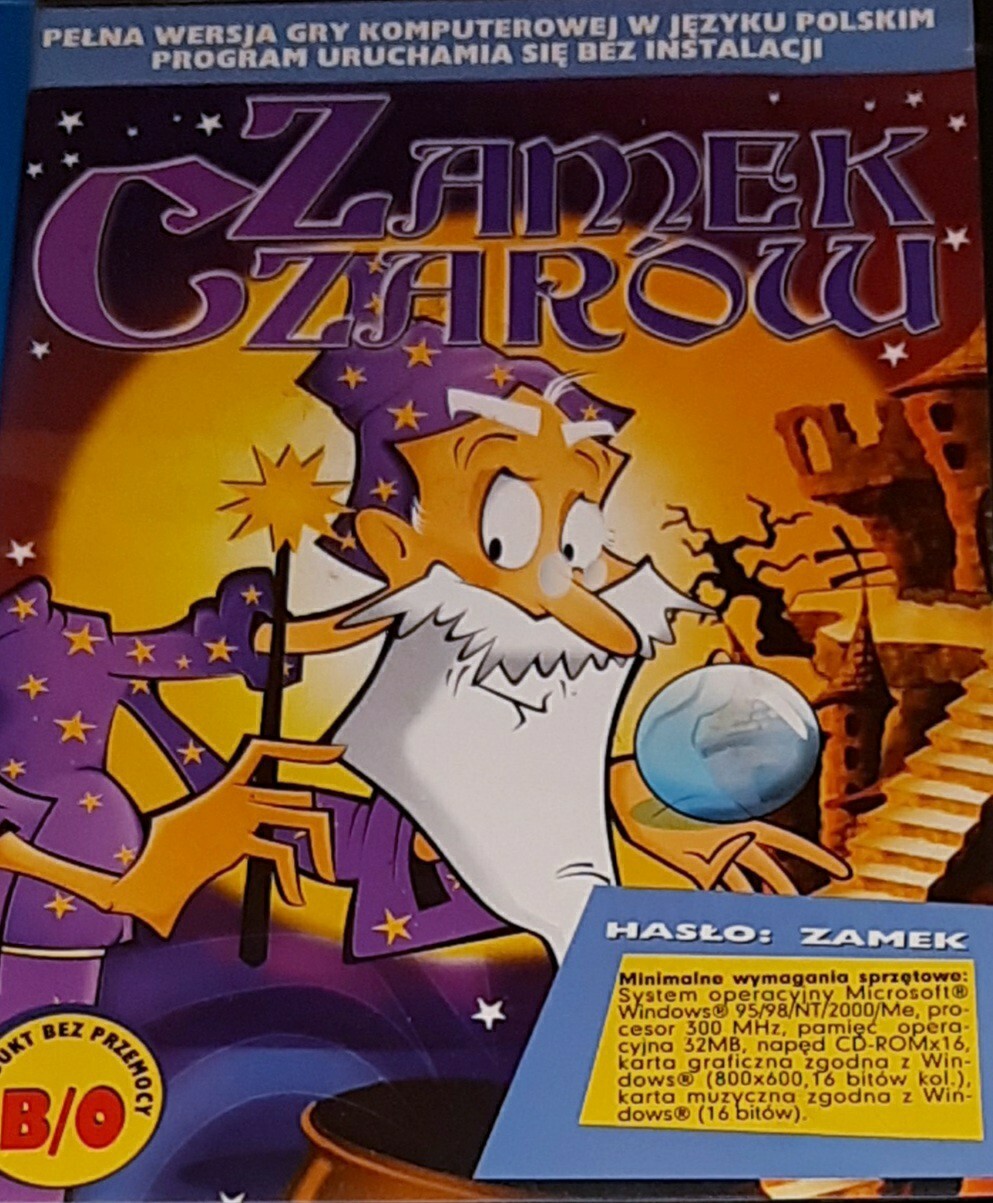 PEŁNA WERSJA GRY KOMPUTEROWEJ W JĘZYKU POLSKIM
PROGRAM URUCHAMIA SIĘ BEZ INSTALACJI
ZAMEK
CZARÓW
HASŁO: ZAMEK
Minimalne wymagania sprzętowe:
System operacyjny Microsoft®
Windows® 95/98/NT/2000/Me, pro-
cesor 300 MHz, pamięć opera-
cyjna 32MB, napęd CD-ROMx16,
karta graficzna zgodna z Win-
dows® (800x600,16 bitów kol.),
karta muzyczna zgodna z Win-
dows® (16 bitów).
BEZ PRZEMOCY
B/O